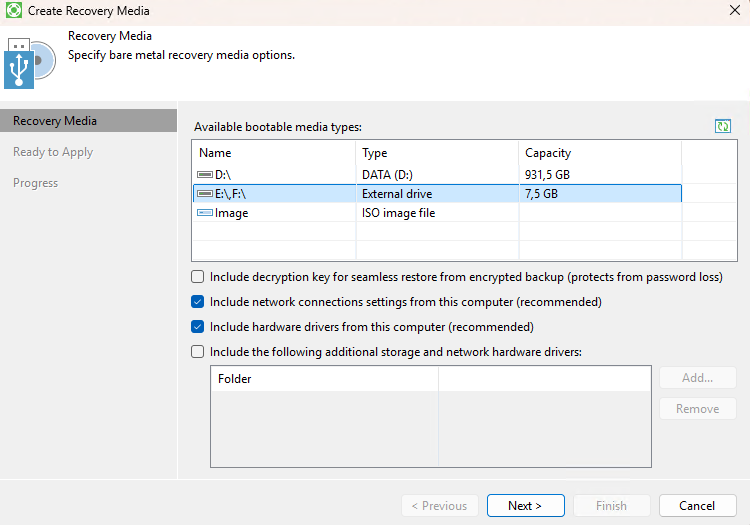 Create Recovery Media
Recovery Media
Specify bare metal recovery media options.
Recovery Media
Ready to Apply
Progress
Available bootable media types:
Name Type Capacity
D:\ DATA (D:) 931,5 GB
E:\,F:\ External drive 7,5 GB
Image ISO image file
Include decryption key for seamless restore from encrypted backup (protects from password loss)
Include network connections settings from this computer (recommended)
Include hardware drivers from this computer (recommended)
Include the following additional storage and network hardware drivers:
Folder
Add...
Remove
< Previous Next > Finish Cancel